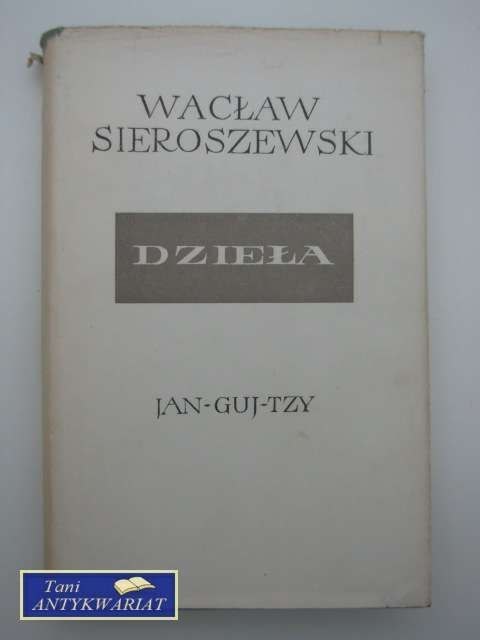 WACŁAW
SIEROSZEWSKI
DZIEŁA
JAN-GUJ-TZY
Tani
ANTYKWARIAT